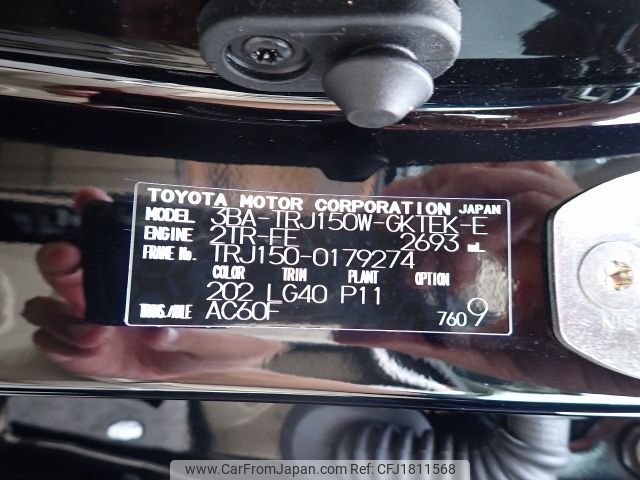 TOYOTA MOTOR CORPORATION JAPAN
MODEL 3BA-TRJ150W-GKTEK-E
ENGINE 2TR-FE 2693 mL
FRAME No. TRJ150-0179274
COLOR TRIM PLANT OPTION
202 LG40 P11
TRANS./AXLE AC60F 7609
www.CarFromJapan.com | Ref No. CFJ1811568